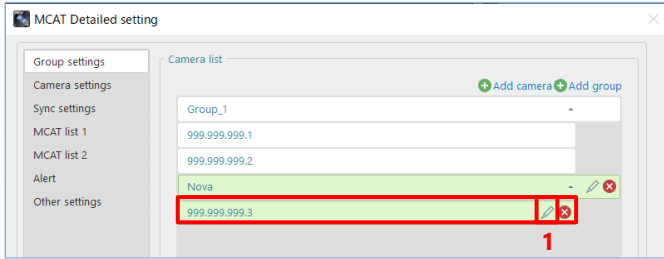 MCAT Detailed setting
Group settings
Camera settings
Sync settings
MCAT list 1
MCAT list 2
Alert
Other settings
Camera list
Add camera Add group
Group_1
999.999.999.1
999.999.999.2
Nova
999.999.999.3
1